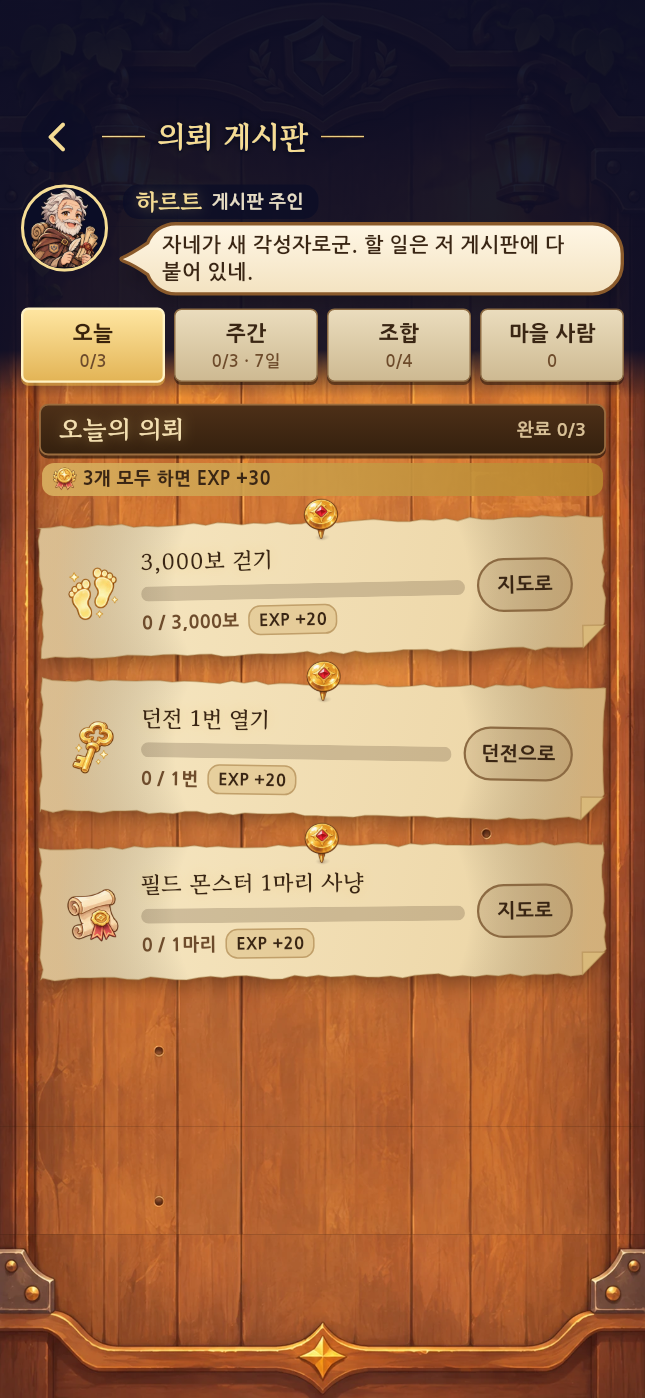 의뢰 게시판
하르트 게시판 주인
자네가 새 각성자로군. 할 일은 저 게시판에 다
붙어 있네.
오늘
0/3
주간
0/3 · 7일
조합
0/4
마을 사람
0
오늘의 의뢰 완료 0/3
3개 모두 하면 EXP +30
3,000보 걷기
0 / 3,000보 EXP +20
지도로
던전 1번 열기
0 / 1번 EXP +20
던전으로
필드 몬스터 1마리 사냥
0 / 1마리 EXP +20
지도로